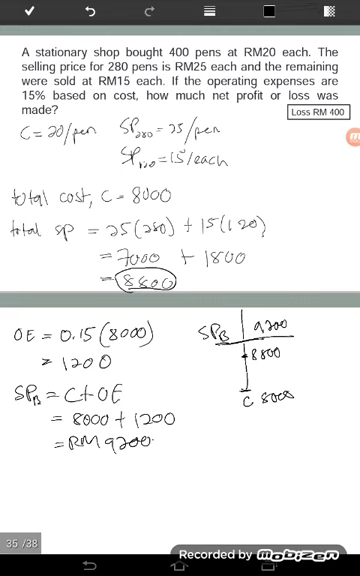 A stationary shop bought 400 pens at RM20 each. The
selling price for 280 pens is RM25 each and the remaining
were sold at RM15 each. If the operating expenses are
15% based on cost, how much net profit or loss was
made?
Loss RM 400
C = 20/pen SP280 = 25/pen
SP120 = 15/each
total cost, C = 8000
total sp = 25(280) + 15(120)
= 7000 + 1800
= 8800
OE = 0.15(8000)
= 1200
SPB = C + OE
= 8000 + 1200
= RM 9200
SPB 9200
8800
C 8000
35 /38
Recorded by Mobizen